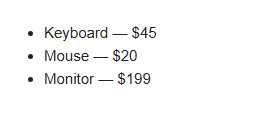 • Keyboard — $45
• Mouse — $20
• Monitor — $199